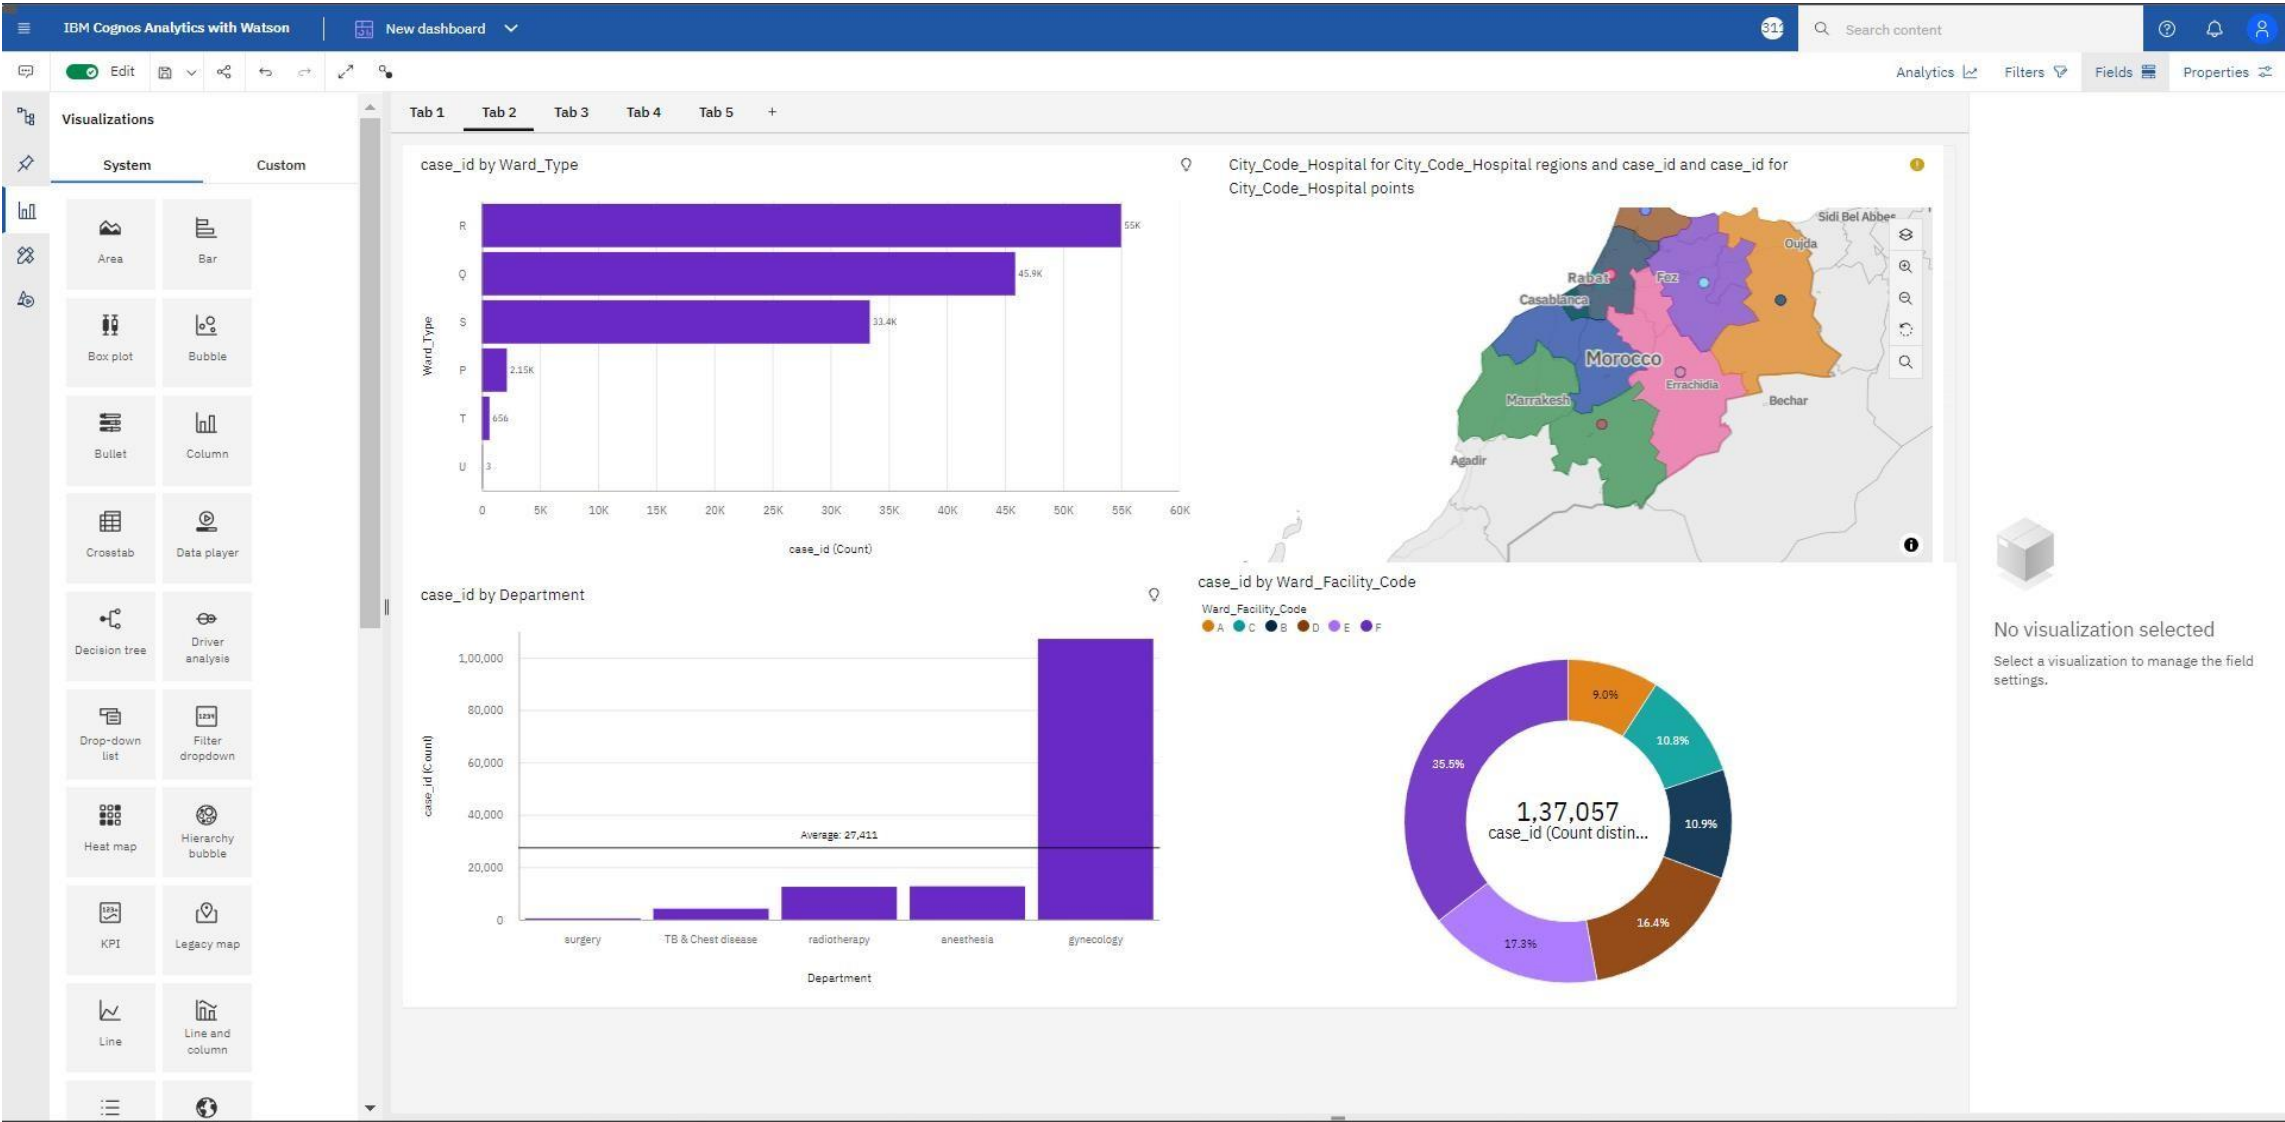 IBM Cognos Analytics with Watson
New dashboard
Search content
Edit
Analytics
Filters
Fields
Properties
Visualizations
System
Custom
Area
Bar
Box plot
Bubble
Bullet
Column
Crosstab
Data player
Decision tree
Driver
analysis
Drop-down
list
Filter
dropdown
Heat map
Hierarchy
bubble
KPI
Legacy map
Line
Line and
column
Tab 1
Tab 2
Tab 3
Tab 4
Tab 5
+
case_id by Ward_Type
Ward_Type
R
55K
Q
45.9K
S
33.4K
P
2.15K
T
656
U
3
0
5K
10K
15K
20K
25K
30K
35K
40K
45K
50K
55K
60K
case_id (Count)
City_Code_Hospital for City_Code_Hospital regions and case_id and case_id for
City_Code_Hospital points
Sidi Bel Abbes
Oujda
Rabat
Fez
Casablanca
Morocco
Errachidia
Marrakesh
Bechar
Agadir
case_id by Department
case_id (Count)
1,00,000
80,000
60,000
40,000
20,000
0
Average: 27,411
surgery
TB & Chest disease
radiotherapy
anesthesia
gynecology
Department
case_id by Ward_Facility_Code
Ward_Facility_Code
A C B D E F
9.0%
10.8%
10.9%
16.4%
17.3%
35.5%
1,37,057
case_id (Count distin...
No visualization selected
Select a visualization to manage the field
settings.